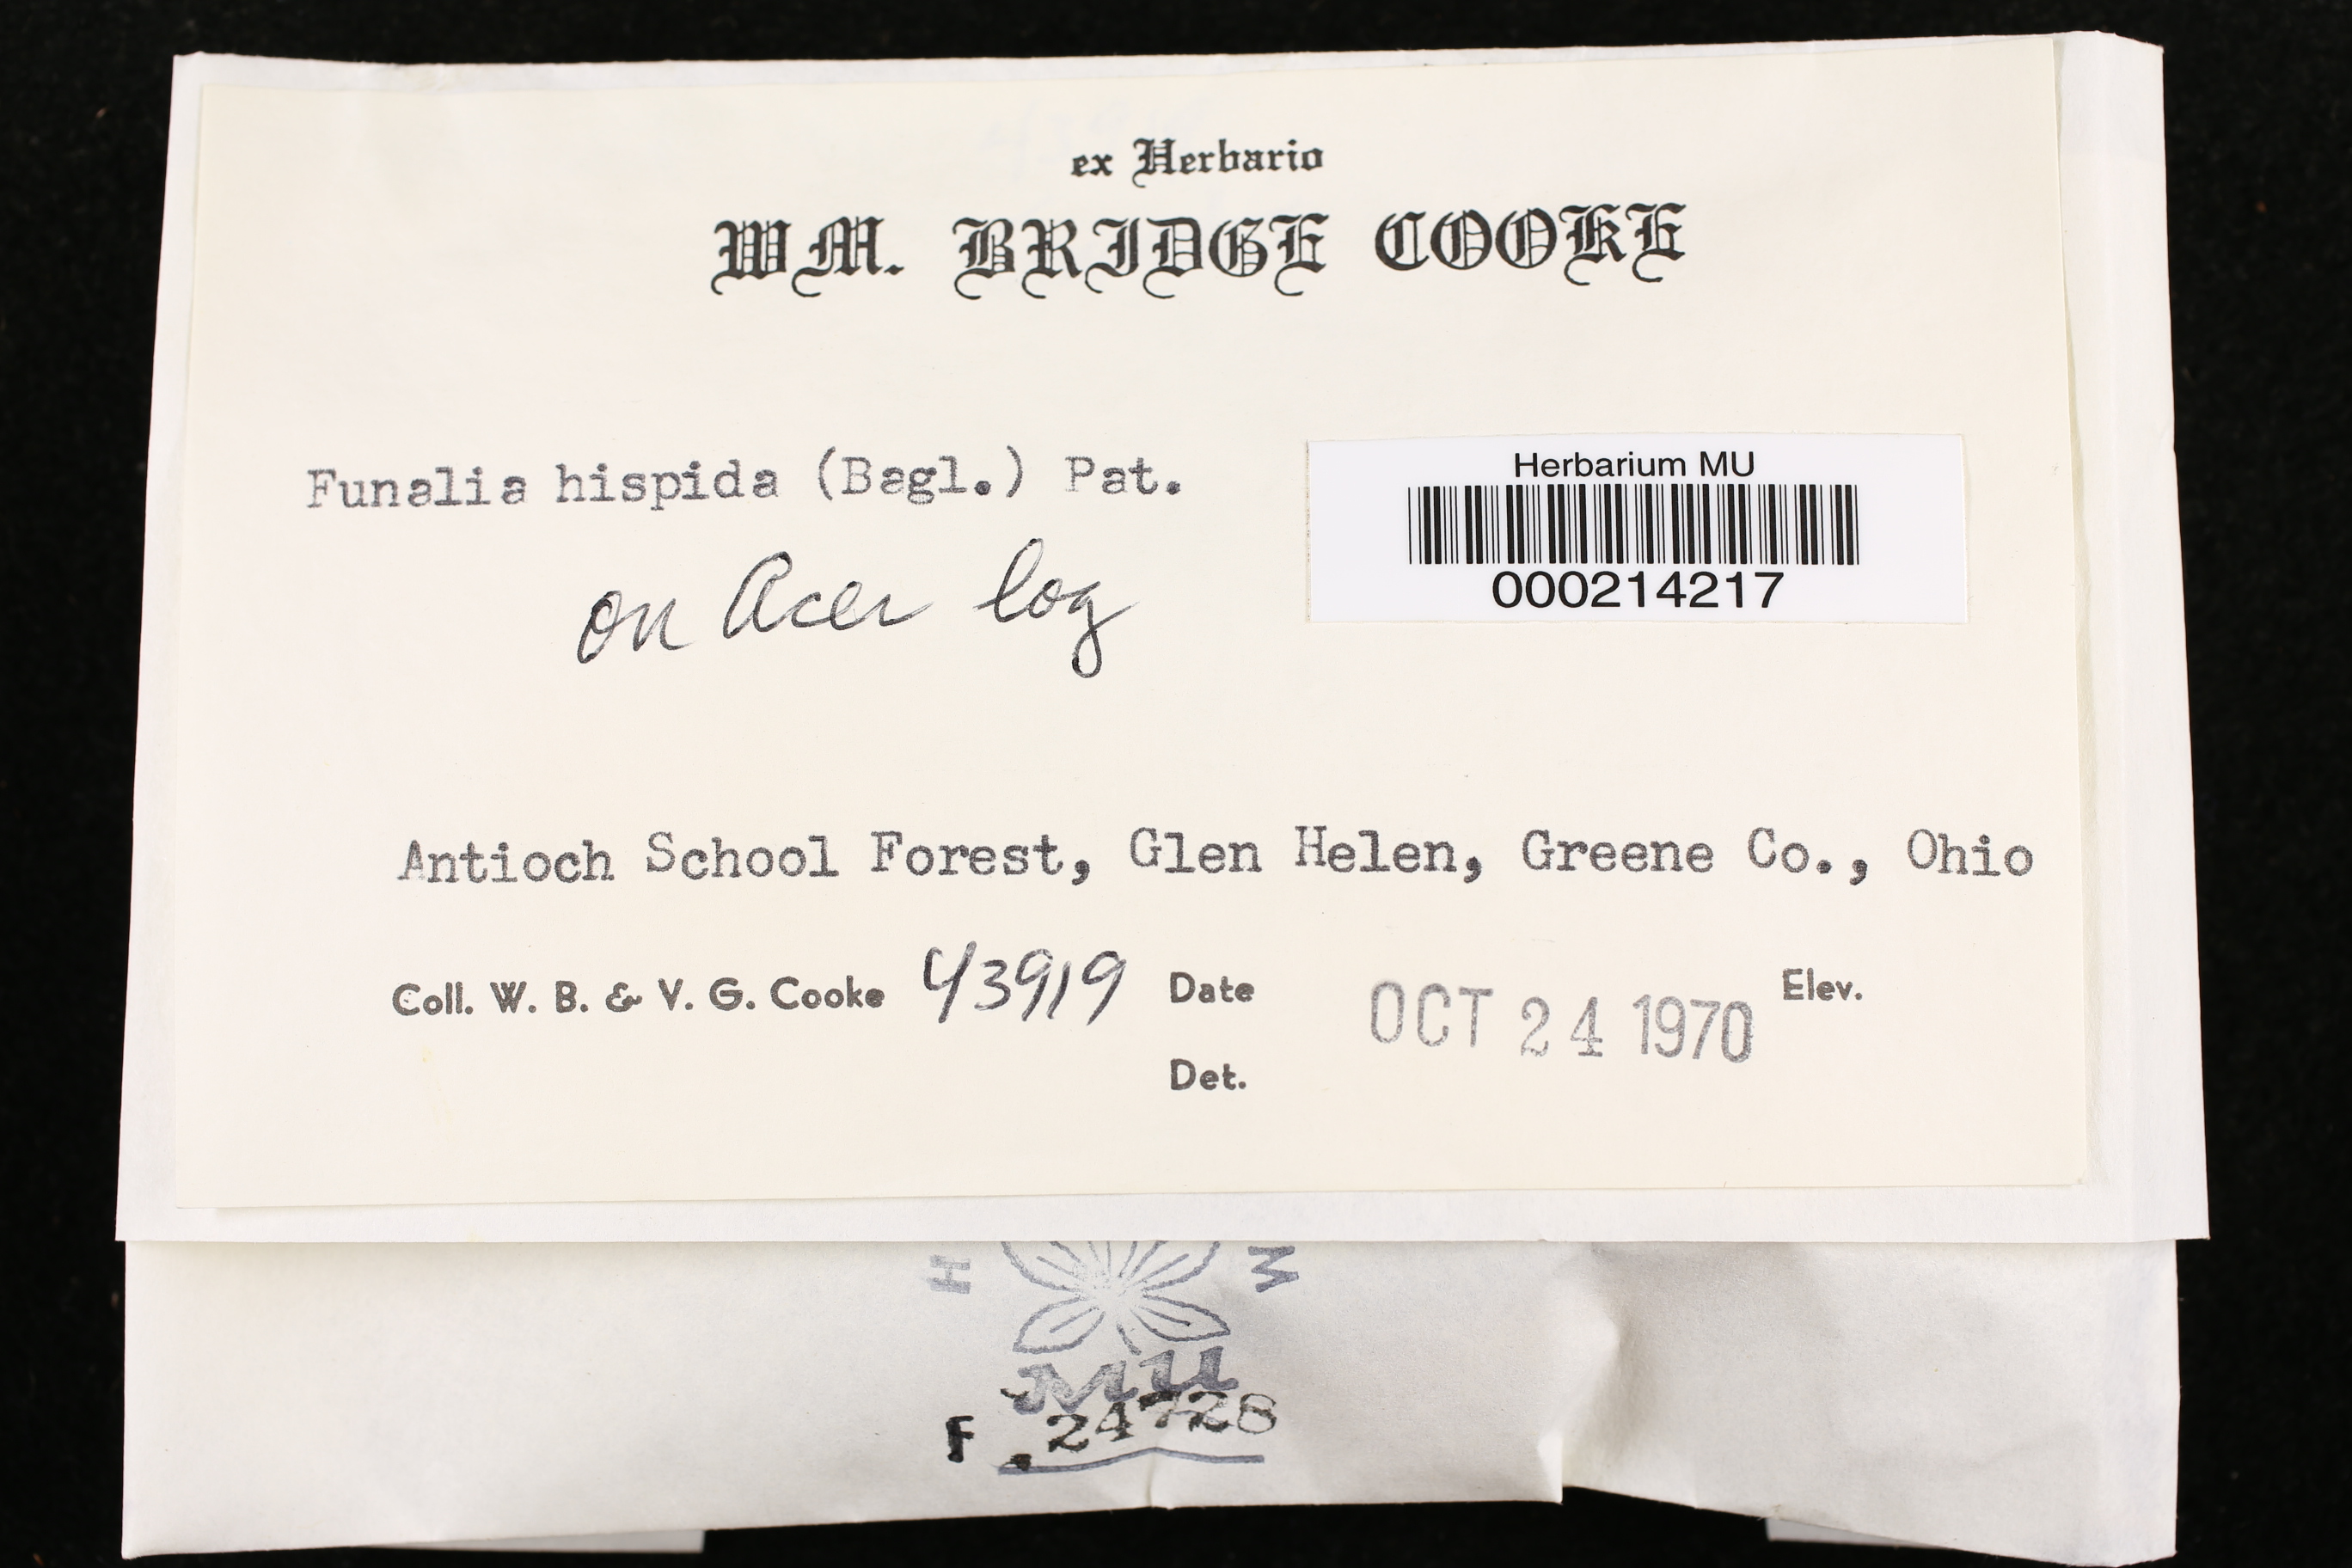 ex Herbario
WM. BRIDGE COOKE
Funalia hispida (Bagl.) Pat.
Herbarium MU
000214217
on Acer log
Antioch School Forest, Glen Helen, Greene Co., Ohio
Coll. W. B. & V. G. Cooke 43919 Date OCT 24 1970 Elev.
Det.
H W
MU
F. 24728